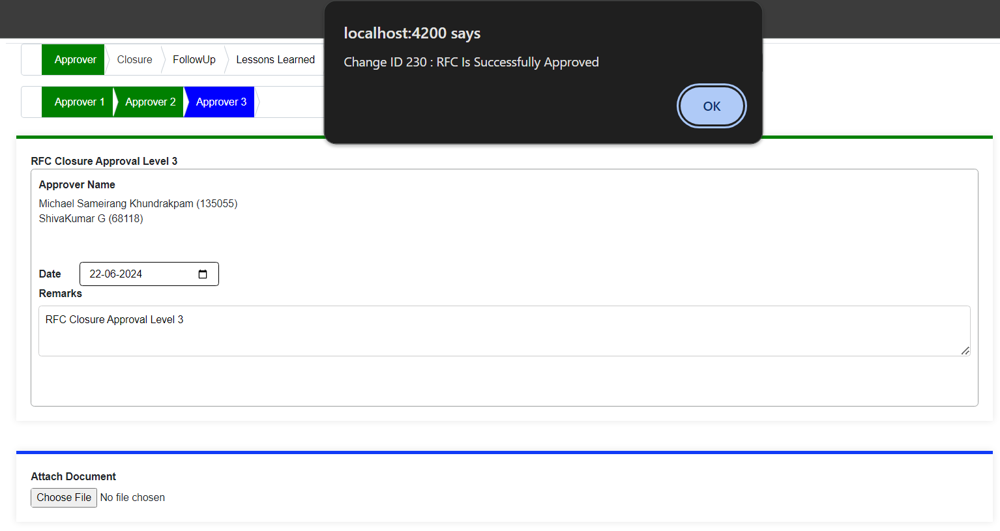 localhost:4200 says
Change ID 230 : RFC Is Successfully Approved
OK
Approver Closure FollowUp Lessons Learned
Approver 1 Approver 2 Approver 3
RFC Closure Approval Level 3
Approver Name
Michael Sameirang Khundrakpam (135055)
ShivaKumar G (68118)
Date 22-06-2024
Remarks
RFC Closure Approval Level 3
Attach Document
Choose File No file chosen